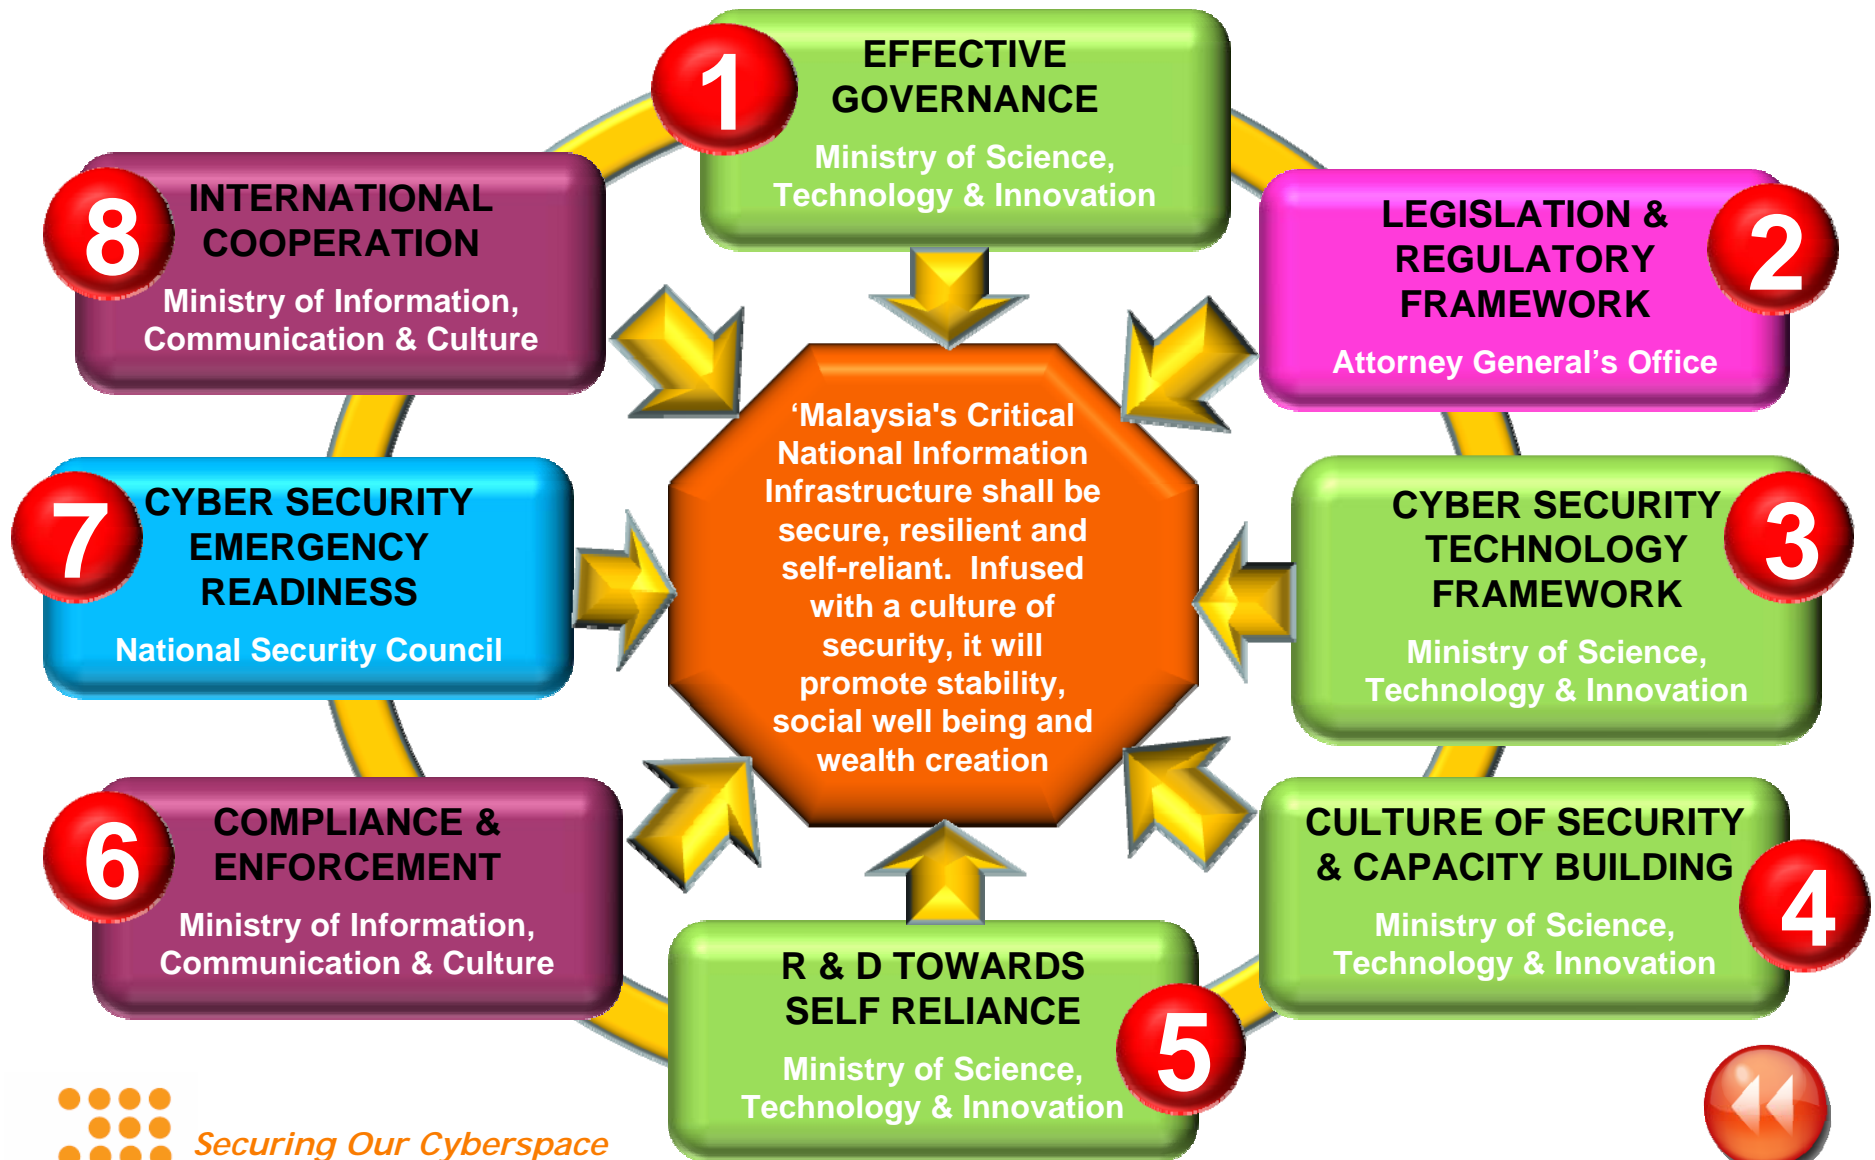 1
EFFECTIVE
GOVERNANCE
Ministry of Science,
Technology & Innovation
2
LEGISLATION &
REGULATORY
FRAMEWORK
Attorney General’s Office
3
CYBER SECURITY
TECHNOLOGY
FRAMEWORK
Ministry of Science,
Technology & Innovation
4
CULTURE OF SECURITY
& CAPACITY BUILDING
Ministry of Science,
Technology & Innovation
5
R & D TOWARDS
SELF RELIANCE
Ministry of Science,
Technology & Innovation
6
COMPLIANCE &
ENFORCEMENT
Ministry of Information,
Communication & Culture
7
CYBER SECURITY
EMERGENCY
READINESS
National Security Council
8
INTERNATIONAL
COOPERATION
Ministry of Information,
Communication & Culture
‘Malaysia's Critical
National Information
Infrastructure shall be
secure, resilient and
self-reliant.  Infused
with a culture of
security, it will
promote stability,
social well being and
wealth creation
Securing Our Cyberspace